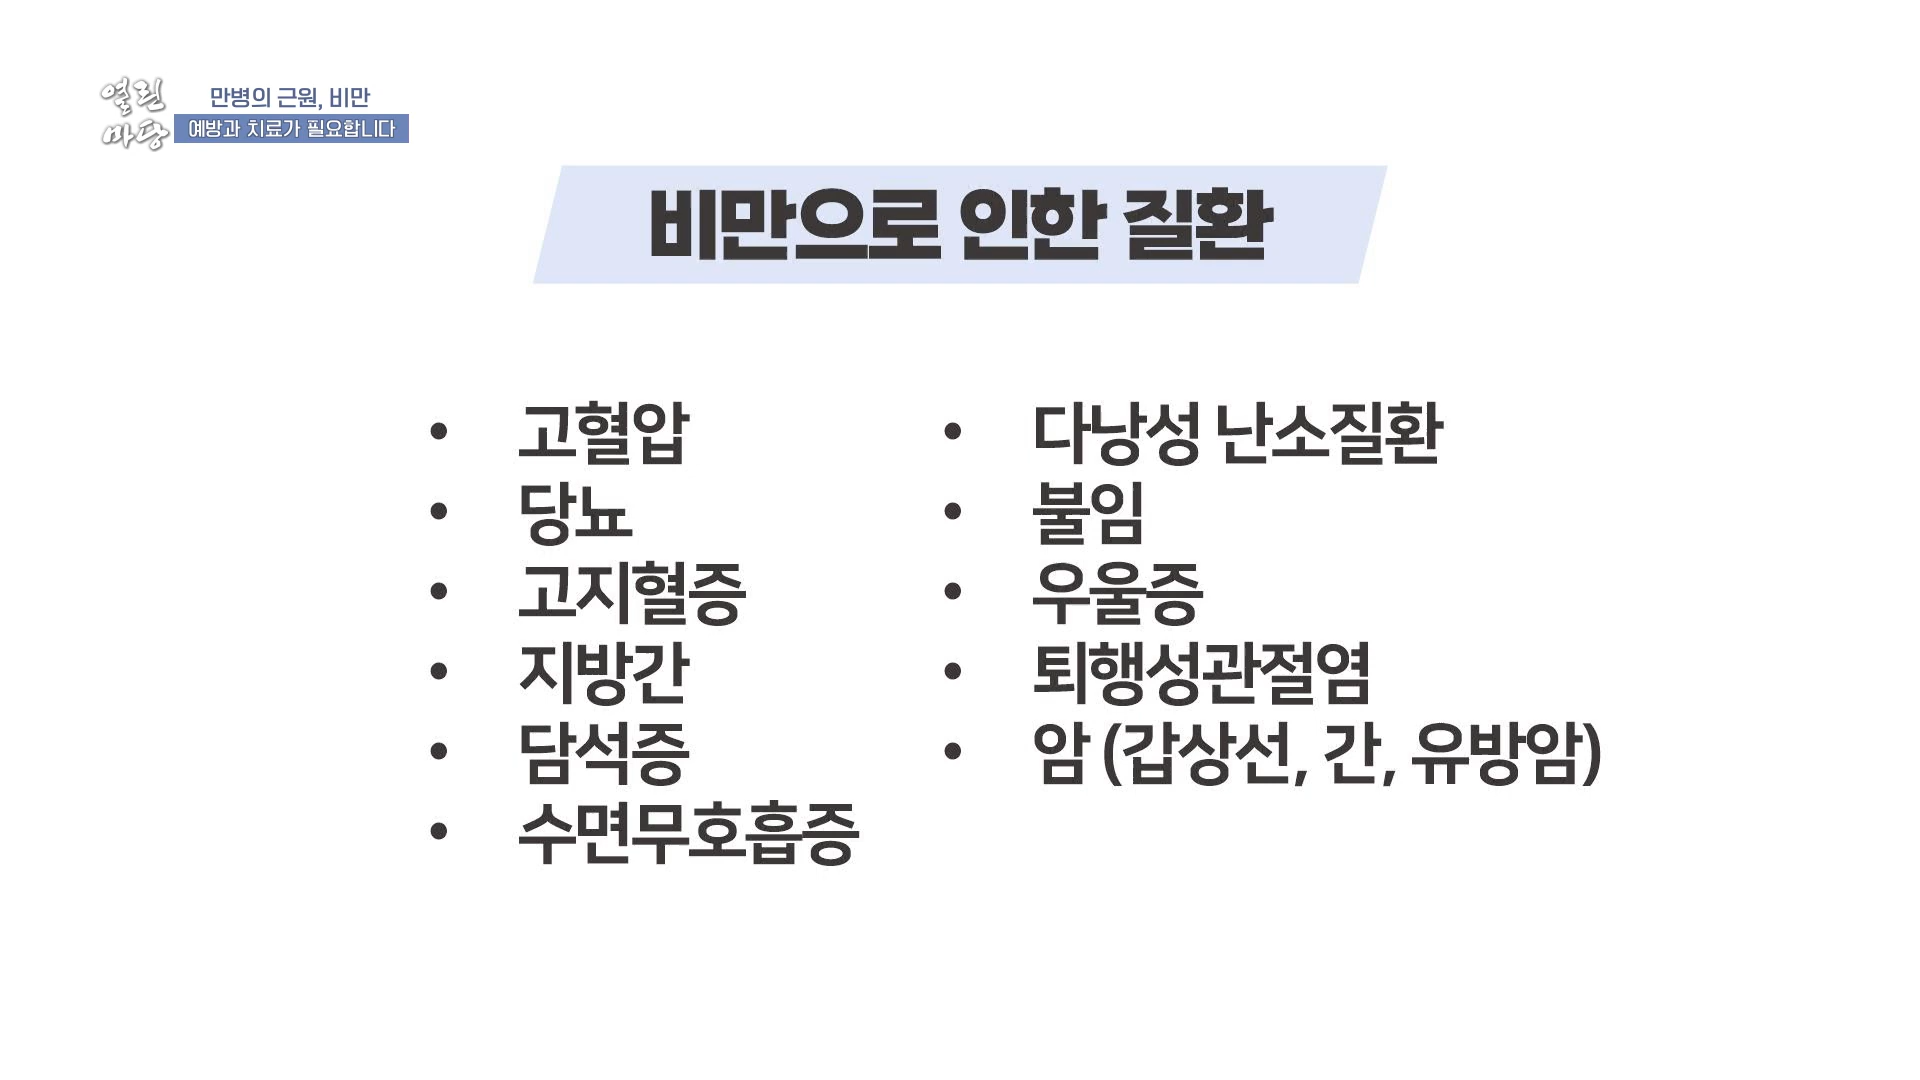 열린
마당
만병의 근원, 비만
예방과 치료가 필요합니다
비만으로 인한 질환
• 고혈압
• 당뇨
• 고지혈증
• 지방간
• 담석증
• 수면무호흡증
• 다낭성 난소질환
• 불임
• 우울증
• 퇴행성관절염
• 암 (갑상선, 간, 유방암)